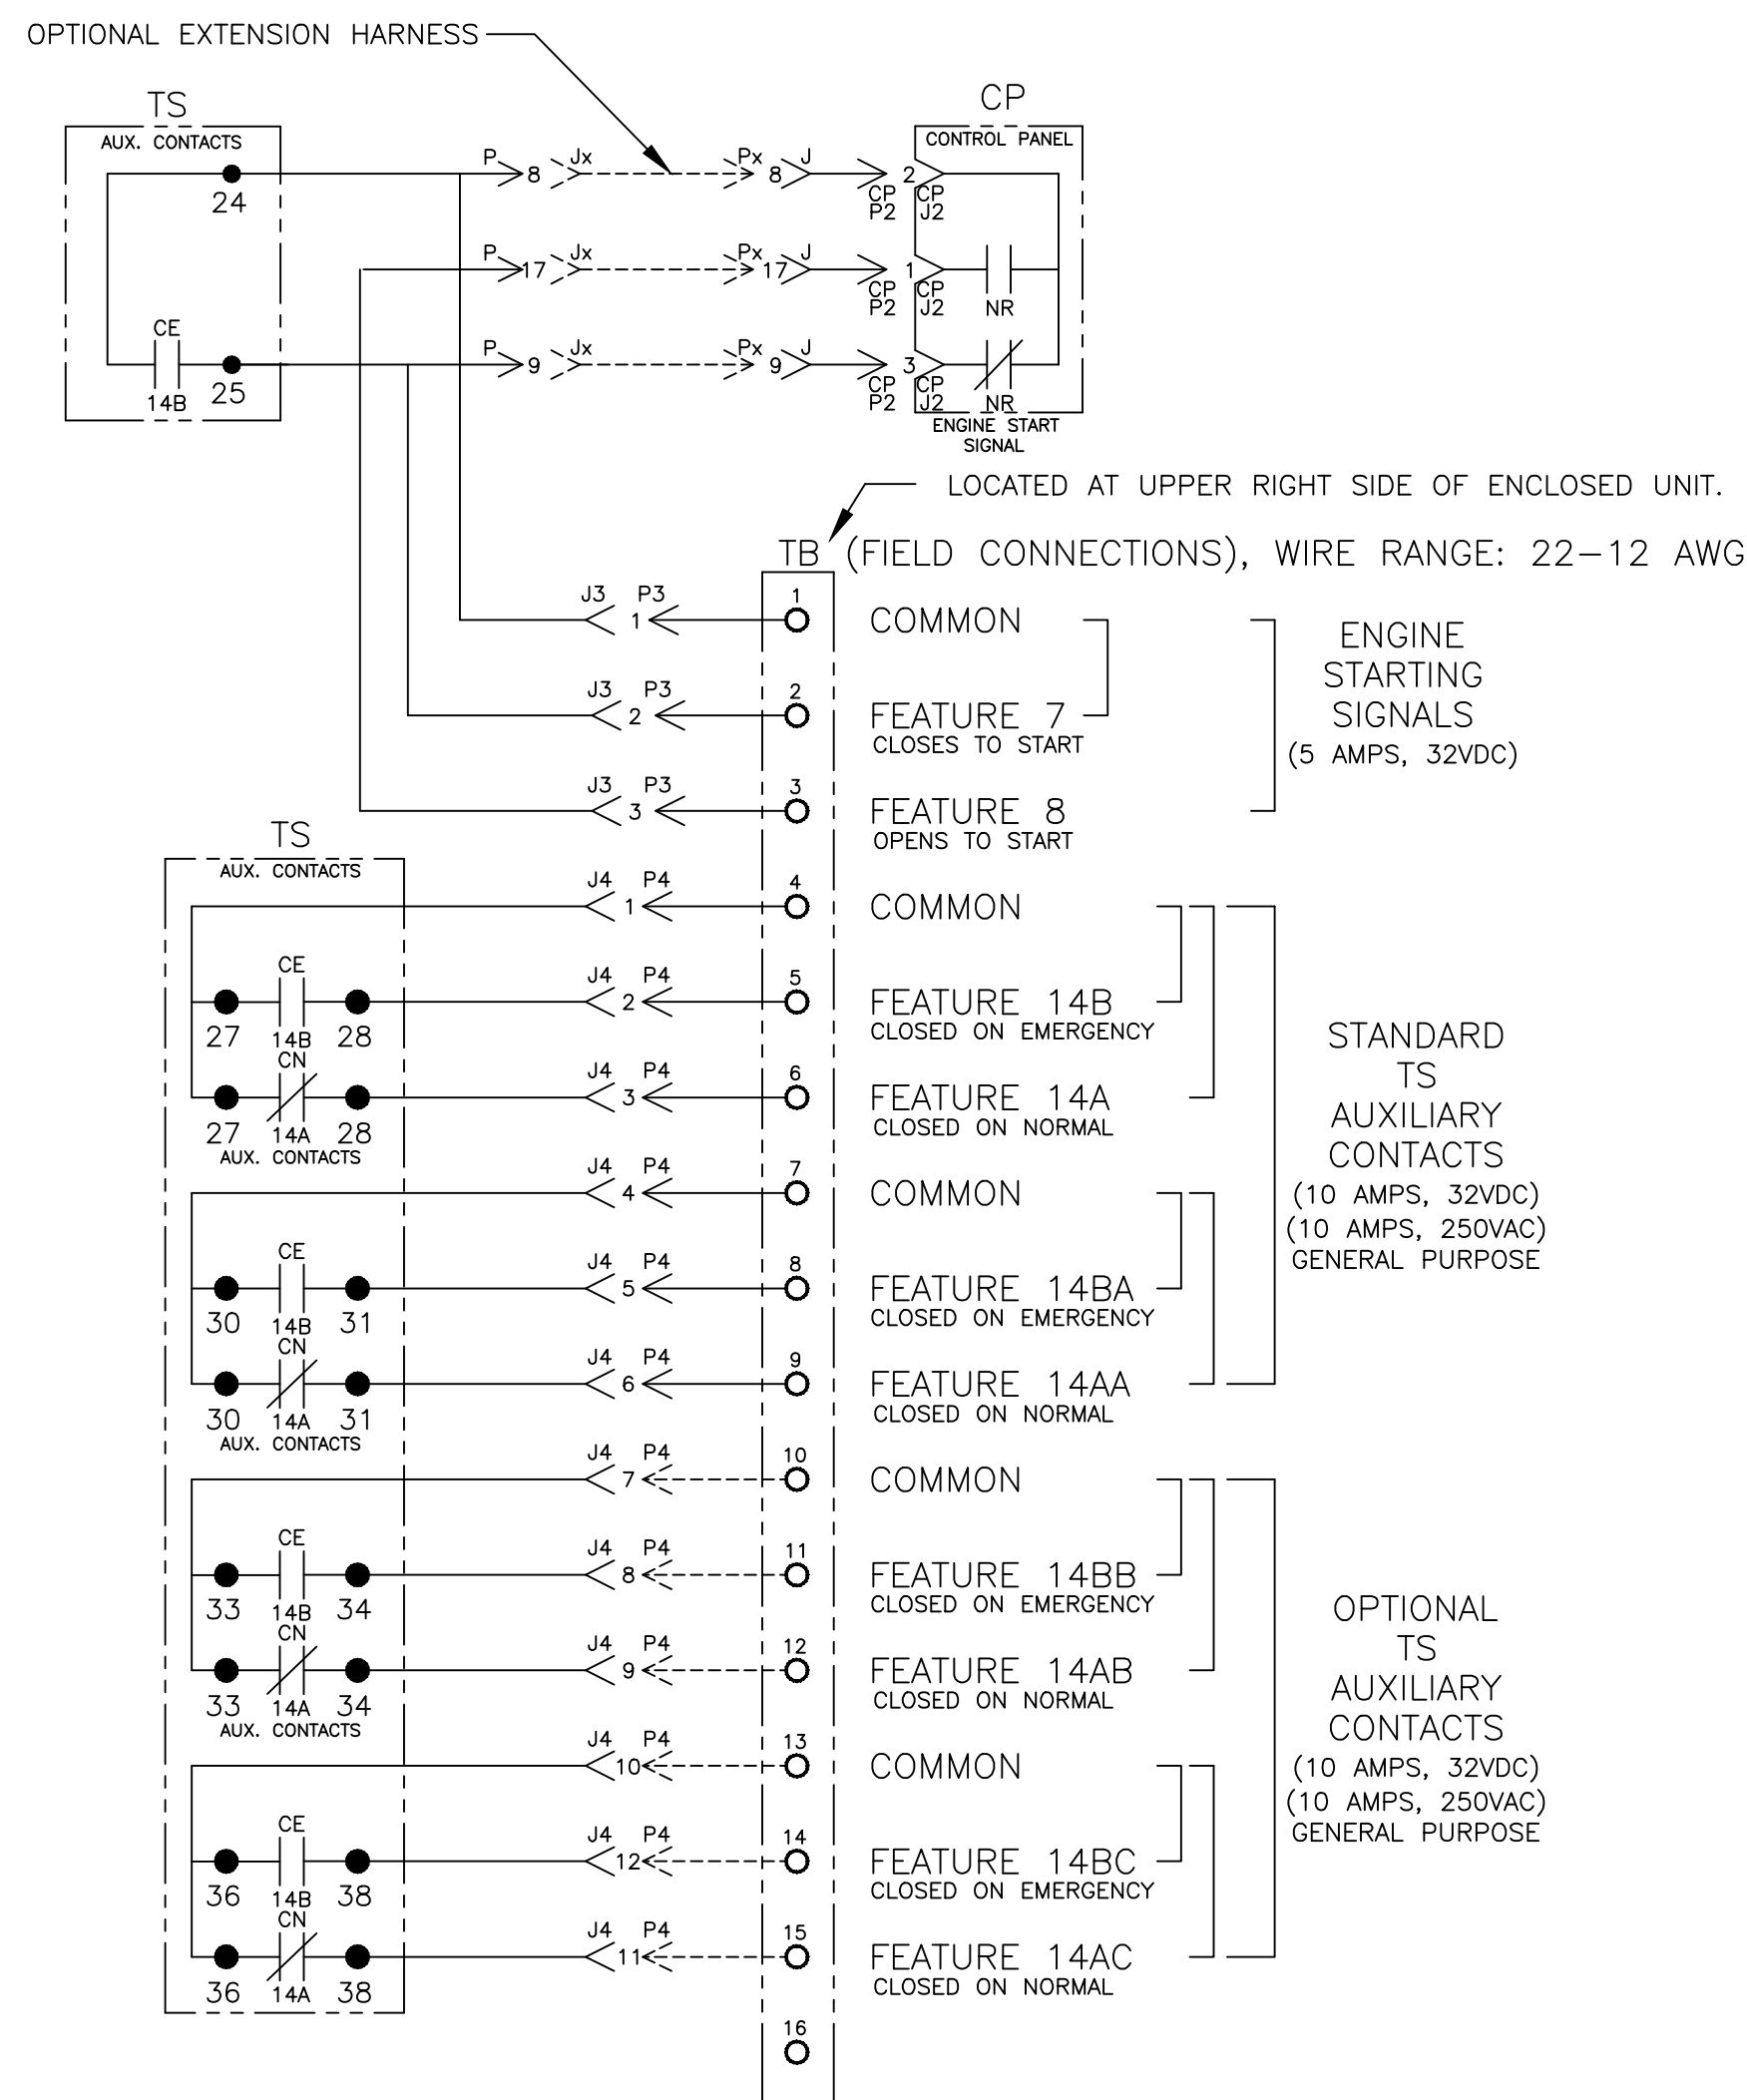 OPTIONAL EXTENSION HARNESS
TS
AUX. CONTACTS
CP
CONTROL PANEL
24
P 8 Jx Px 8 J 2
CP CP
P2 J2
P 17 Jx Px 17 J 1
CP CP
P2 J2
NR
CE
14B
25
P 9 Jx Px 9 J 3
CP CP
P2 J2
NR
ENGINE START
SIGNAL
LOCATED AT UPPER RIGHT SIDE OF ENCLOSED UNIT.
TB (FIELD CONNECTIONS), WIRE RANGE: 22-12 AWG
J3 1 P3 1 COMMON
J3 2 P3 2 FEATURE 7
CLOSES TO START
J3 3 P3 3 FEATURE 8
OPENS TO START
ENGINE
STARTING
SIGNALS
(5 AMPS, 32VDC)
TS
AUX. CONTACTS
J4 1 P4 4 COMMON
CE
27 14B 28
J4 2 P4 5 FEATURE 14B
CLOSED ON EMERGENCY
CN
27 14A 28
J4 3 P4 6 FEATURE 14A
CLOSED ON NORMAL
AUX. CONTACTS
J4 4 P4 7 COMMON
CE
30 14B 31
J4 5 P4 8 FEATURE 14BA
CLOSED ON EMERGENCY
CN
30 14A 31
J4 6 P4 9 FEATURE 14AA
CLOSED ON NORMAL
STANDARD
TS
AUXILIARY
CONTACTS
(10 AMPS, 32VDC)
(10 AMPS, 250VAC)
GENERAL PURPOSE
AUX. CONTACTS
J4 7 P4 10 COMMON
CE
33 14B 34
J4 8 P4 11 FEATURE 14BB
CLOSED ON EMERGENCY
CN
33 14A 34
J4 9 P4 12 FEATURE 14AB
CLOSED ON NORMAL
AUX. CONTACTS
J4 10 P4 13 COMMON
CE
36 14B 38
J4 12 P4 14 FEATURE 14BC
CLOSED ON EMERGENCY
CN
36 14A 38
J4 11 P4 15 FEATURE 14AC
CLOSED ON NORMAL
OPTIONAL
TS
AUXILIARY
CONTACTS
(10 AMPS, 32VDC)
(10 AMPS, 250VAC)
GENERAL PURPOSE
16